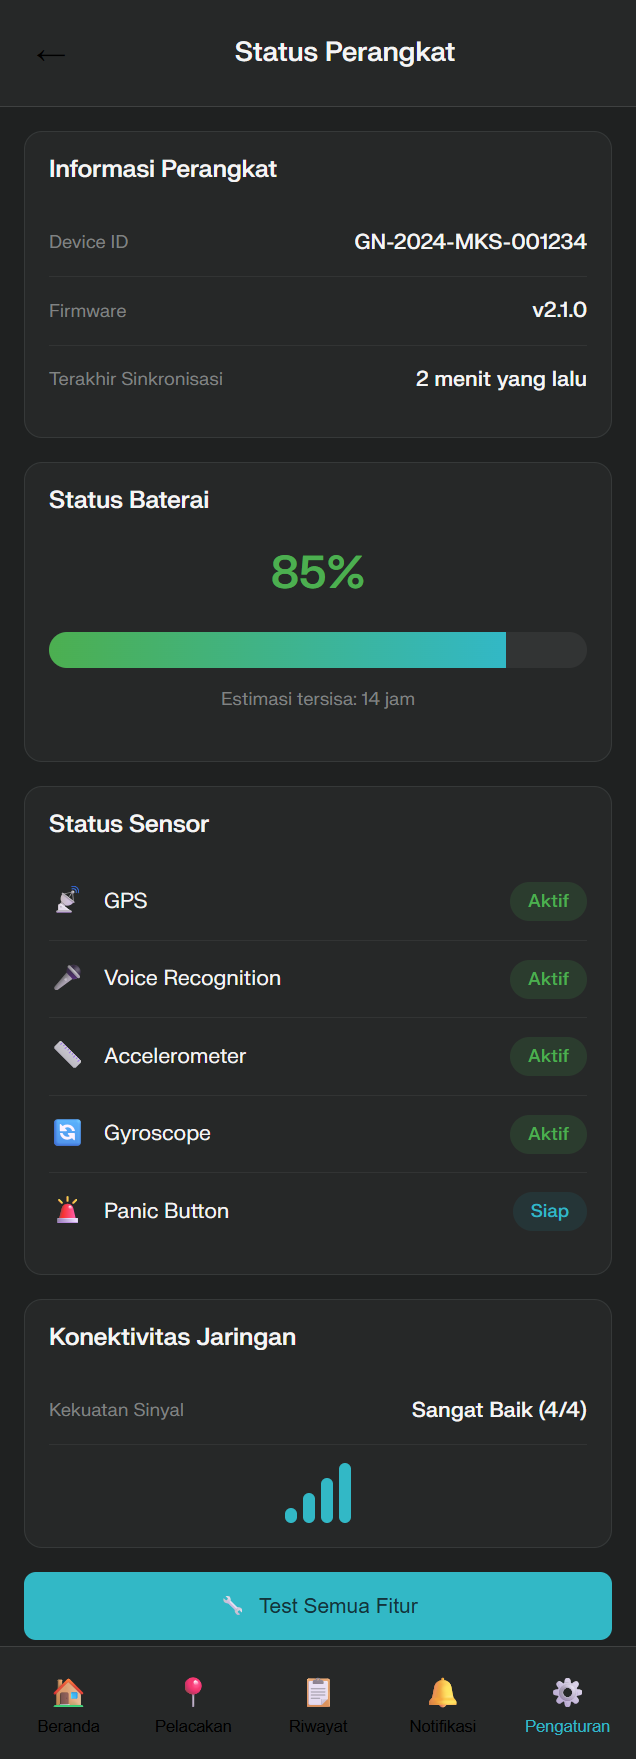 Status Perangkat
Informasi Perangkat
Device ID GN-2024-MKS-001234
Firmware v2.1.0
Terakhir Sinkronisasi 2 menit yang lalu
Status Baterai
85%
Estimasi tersisa: 14 jam
Status Sensor
GPS Aktif
Voice Recognition Aktif
Accelerometer Aktif
Gyroscope Aktif
Panic Button Siap
Konektivitas Jaringan
Kekuatan Sinyal Sangat Baik (4/4)
Test Semua Fitur
Beranda Pelacakan Riwayat Notifikasi Pengaturan